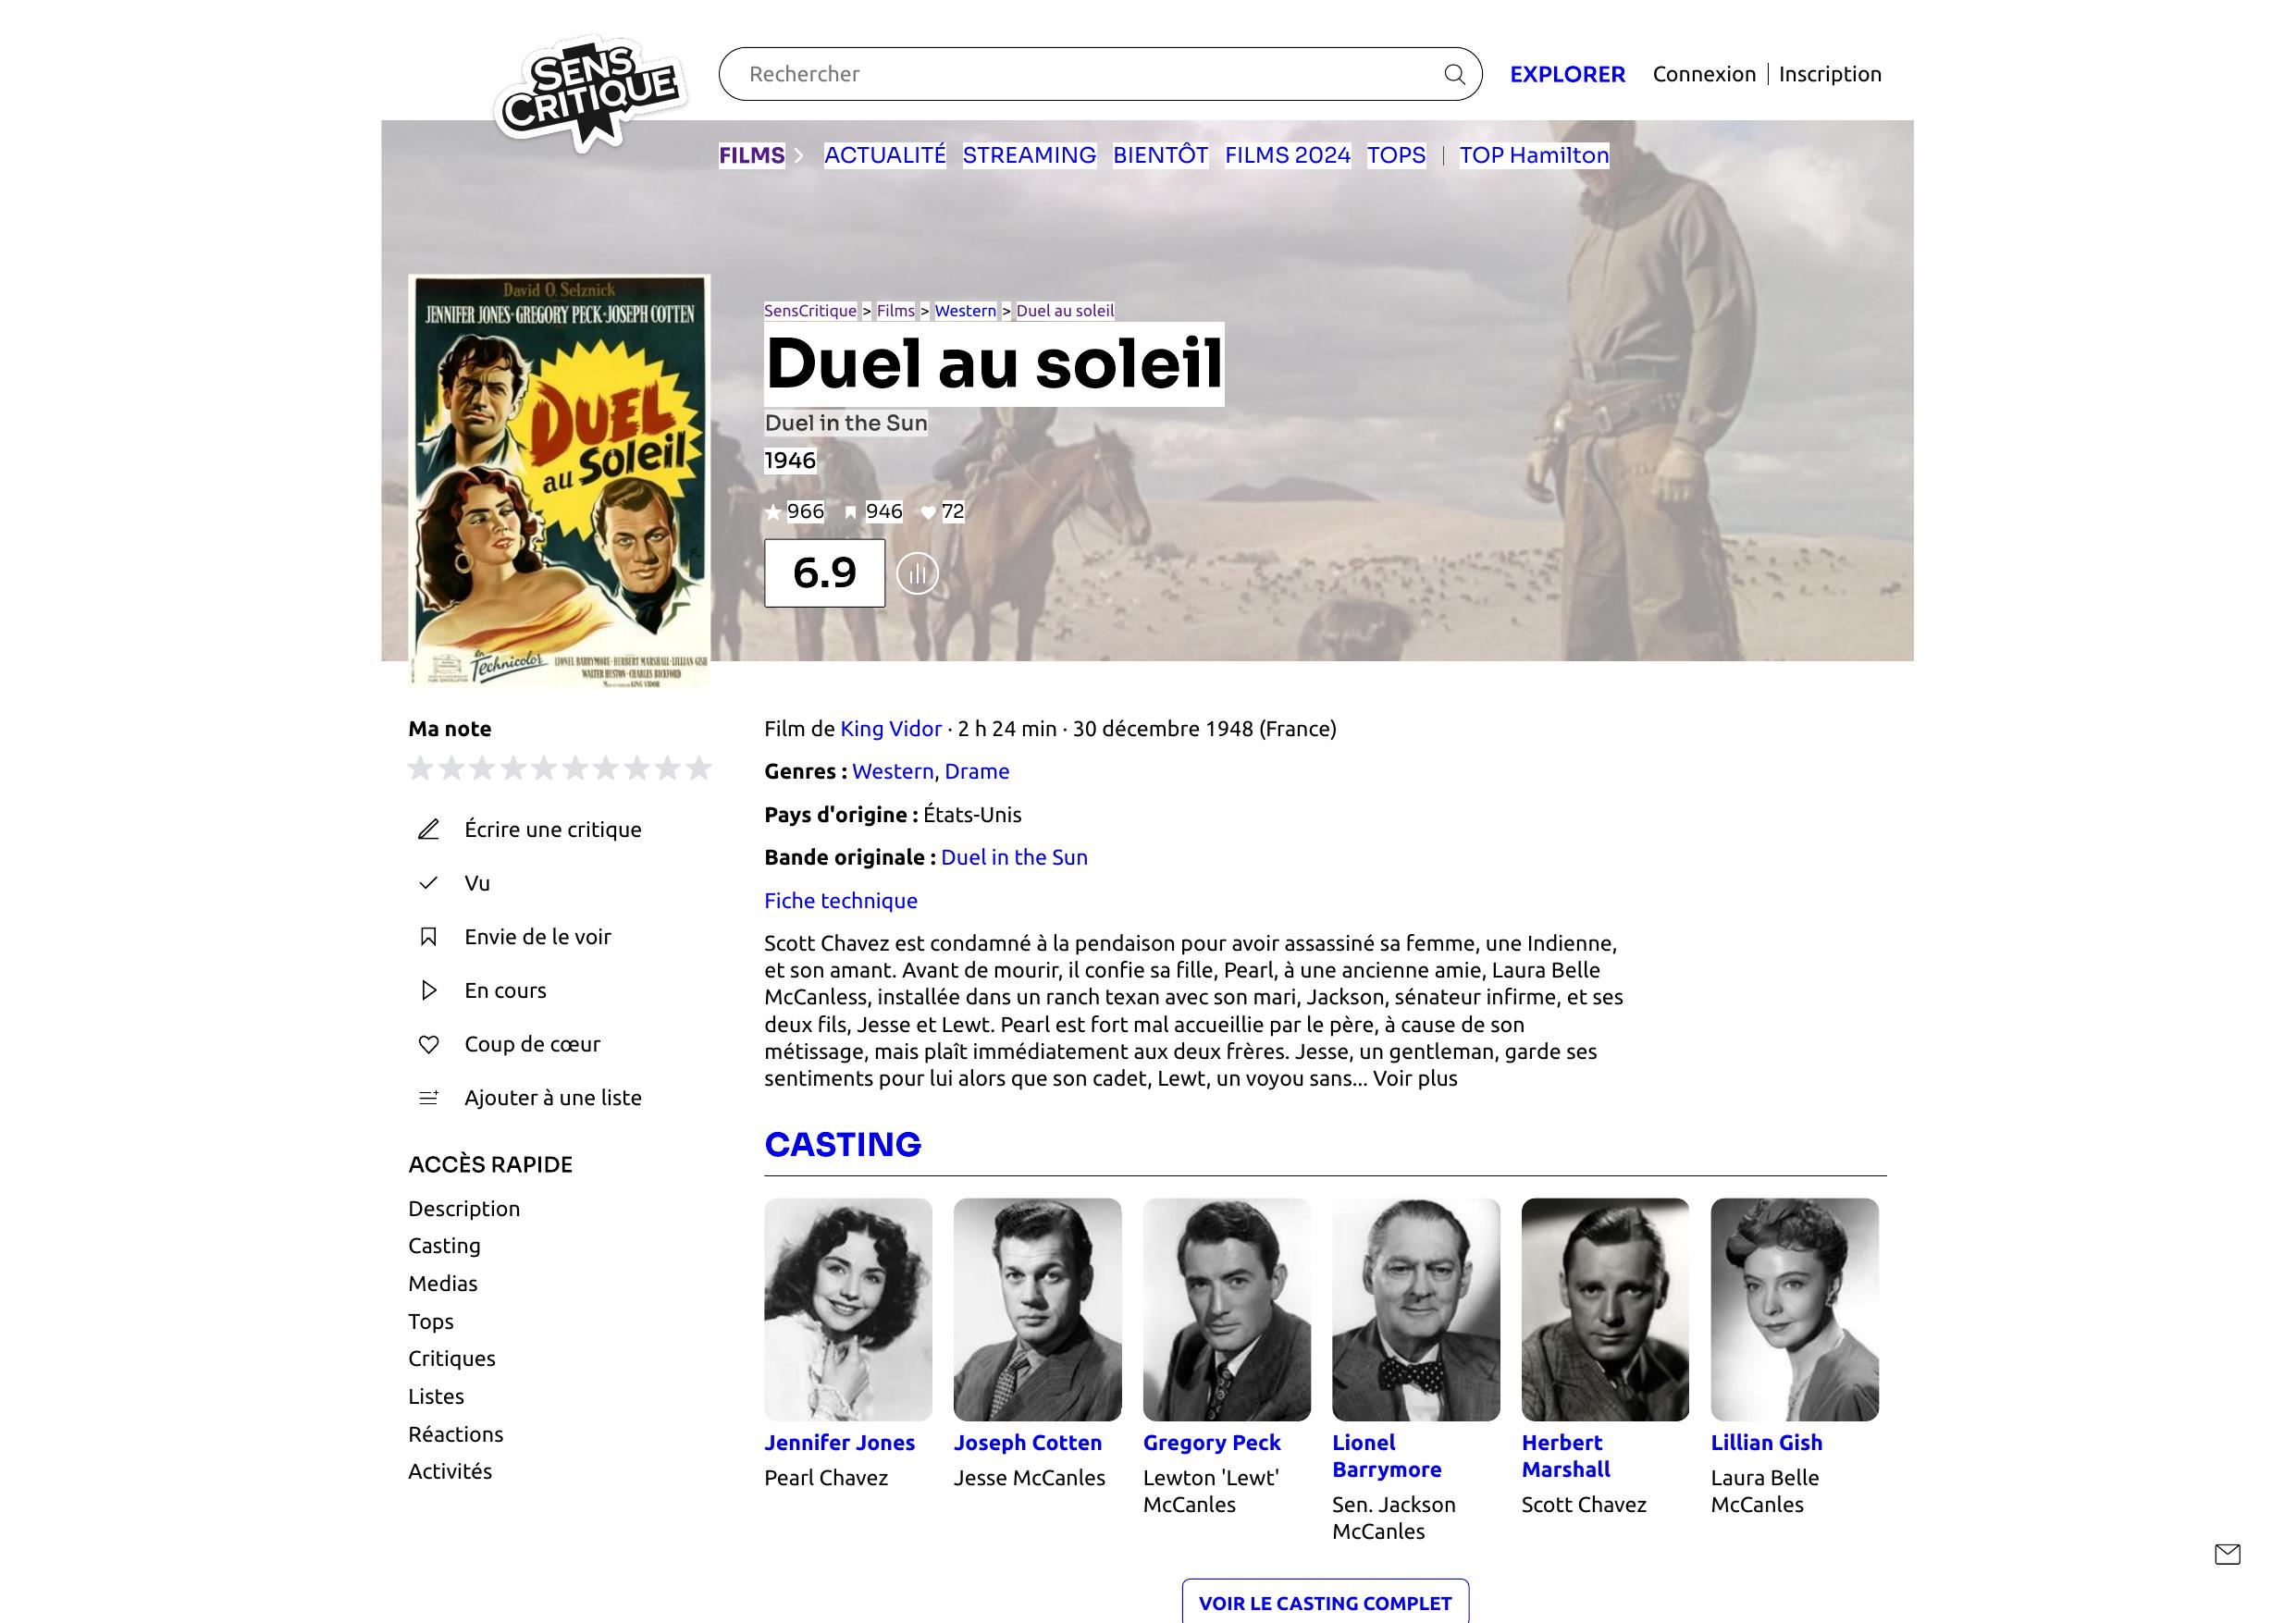 SENS
CRITIQUE
Rechercher
EXPLORER
Connexion | Inscription
FILMS
ACTUALITÉ
STREAMING
BIENTÔT
FILMS 2024
TOPS
TOP Hamilton
David O. Selznick
JENNIFER JONES · GREGORY PECK · JOSEPH COTTEN
DUEL
au Soleil
en Technicolor
LIONEL BARRYMORE · HERBERT MARSHALL · LILLIAN GISH
WALTER HUSTON · CHARLES BICKFORD
KING VIDOR
SensCritique > Films > Western > Duel au soleil
Duel au soleil
Duel in the Sun
1946
966 946 72
6.9
Ma note
Écrire une critique
Vu
Envie de le voir
En cours
Coup de cœur
Ajouter à une liste
ACCÈS RAPIDE
Description
Casting
Medias
Tops
Critiques
Listes
Réactions
Activités
Film de King Vidor · 2 h 24 min · 30 décembre 1948 (France)
Genres : Western, Drame
Pays d'origine : États-Unis
Bande originale : Duel in the Sun
Fiche technique
Scott Chavez est condamné à la pendaison pour avoir assassiné sa femme, une Indienne,
et son amant. Avant de mourir, il confie sa fille, Pearl, à une ancienne amie, Laura Belle
McCanless, installée dans un ranch texan avec son mari, Jackson, sénateur infirme, et ses
deux fils, Jesse et Lewt. Pearl est fort mal accueillie par le père, à cause de son
métissage, mais plaît immédiatement aux deux frères. Jesse, un gentleman, garde ses
sentiments pour lui alors que son cadet, Lewt, un voyou sans... Voir plus
CASTING
Jennifer Jones
Pearl Chavez
Joseph Cotten
Jesse McCanles
Gregory Peck
Lewton 'Lewt'
McCanles
Lionel
Barrymore
Sen. Jackson
McCanles
Herbert
Marshall
Scott Chavez
Lillian Gish
Laura Belle
McCanles
VOIR LE CASTING COMPLET